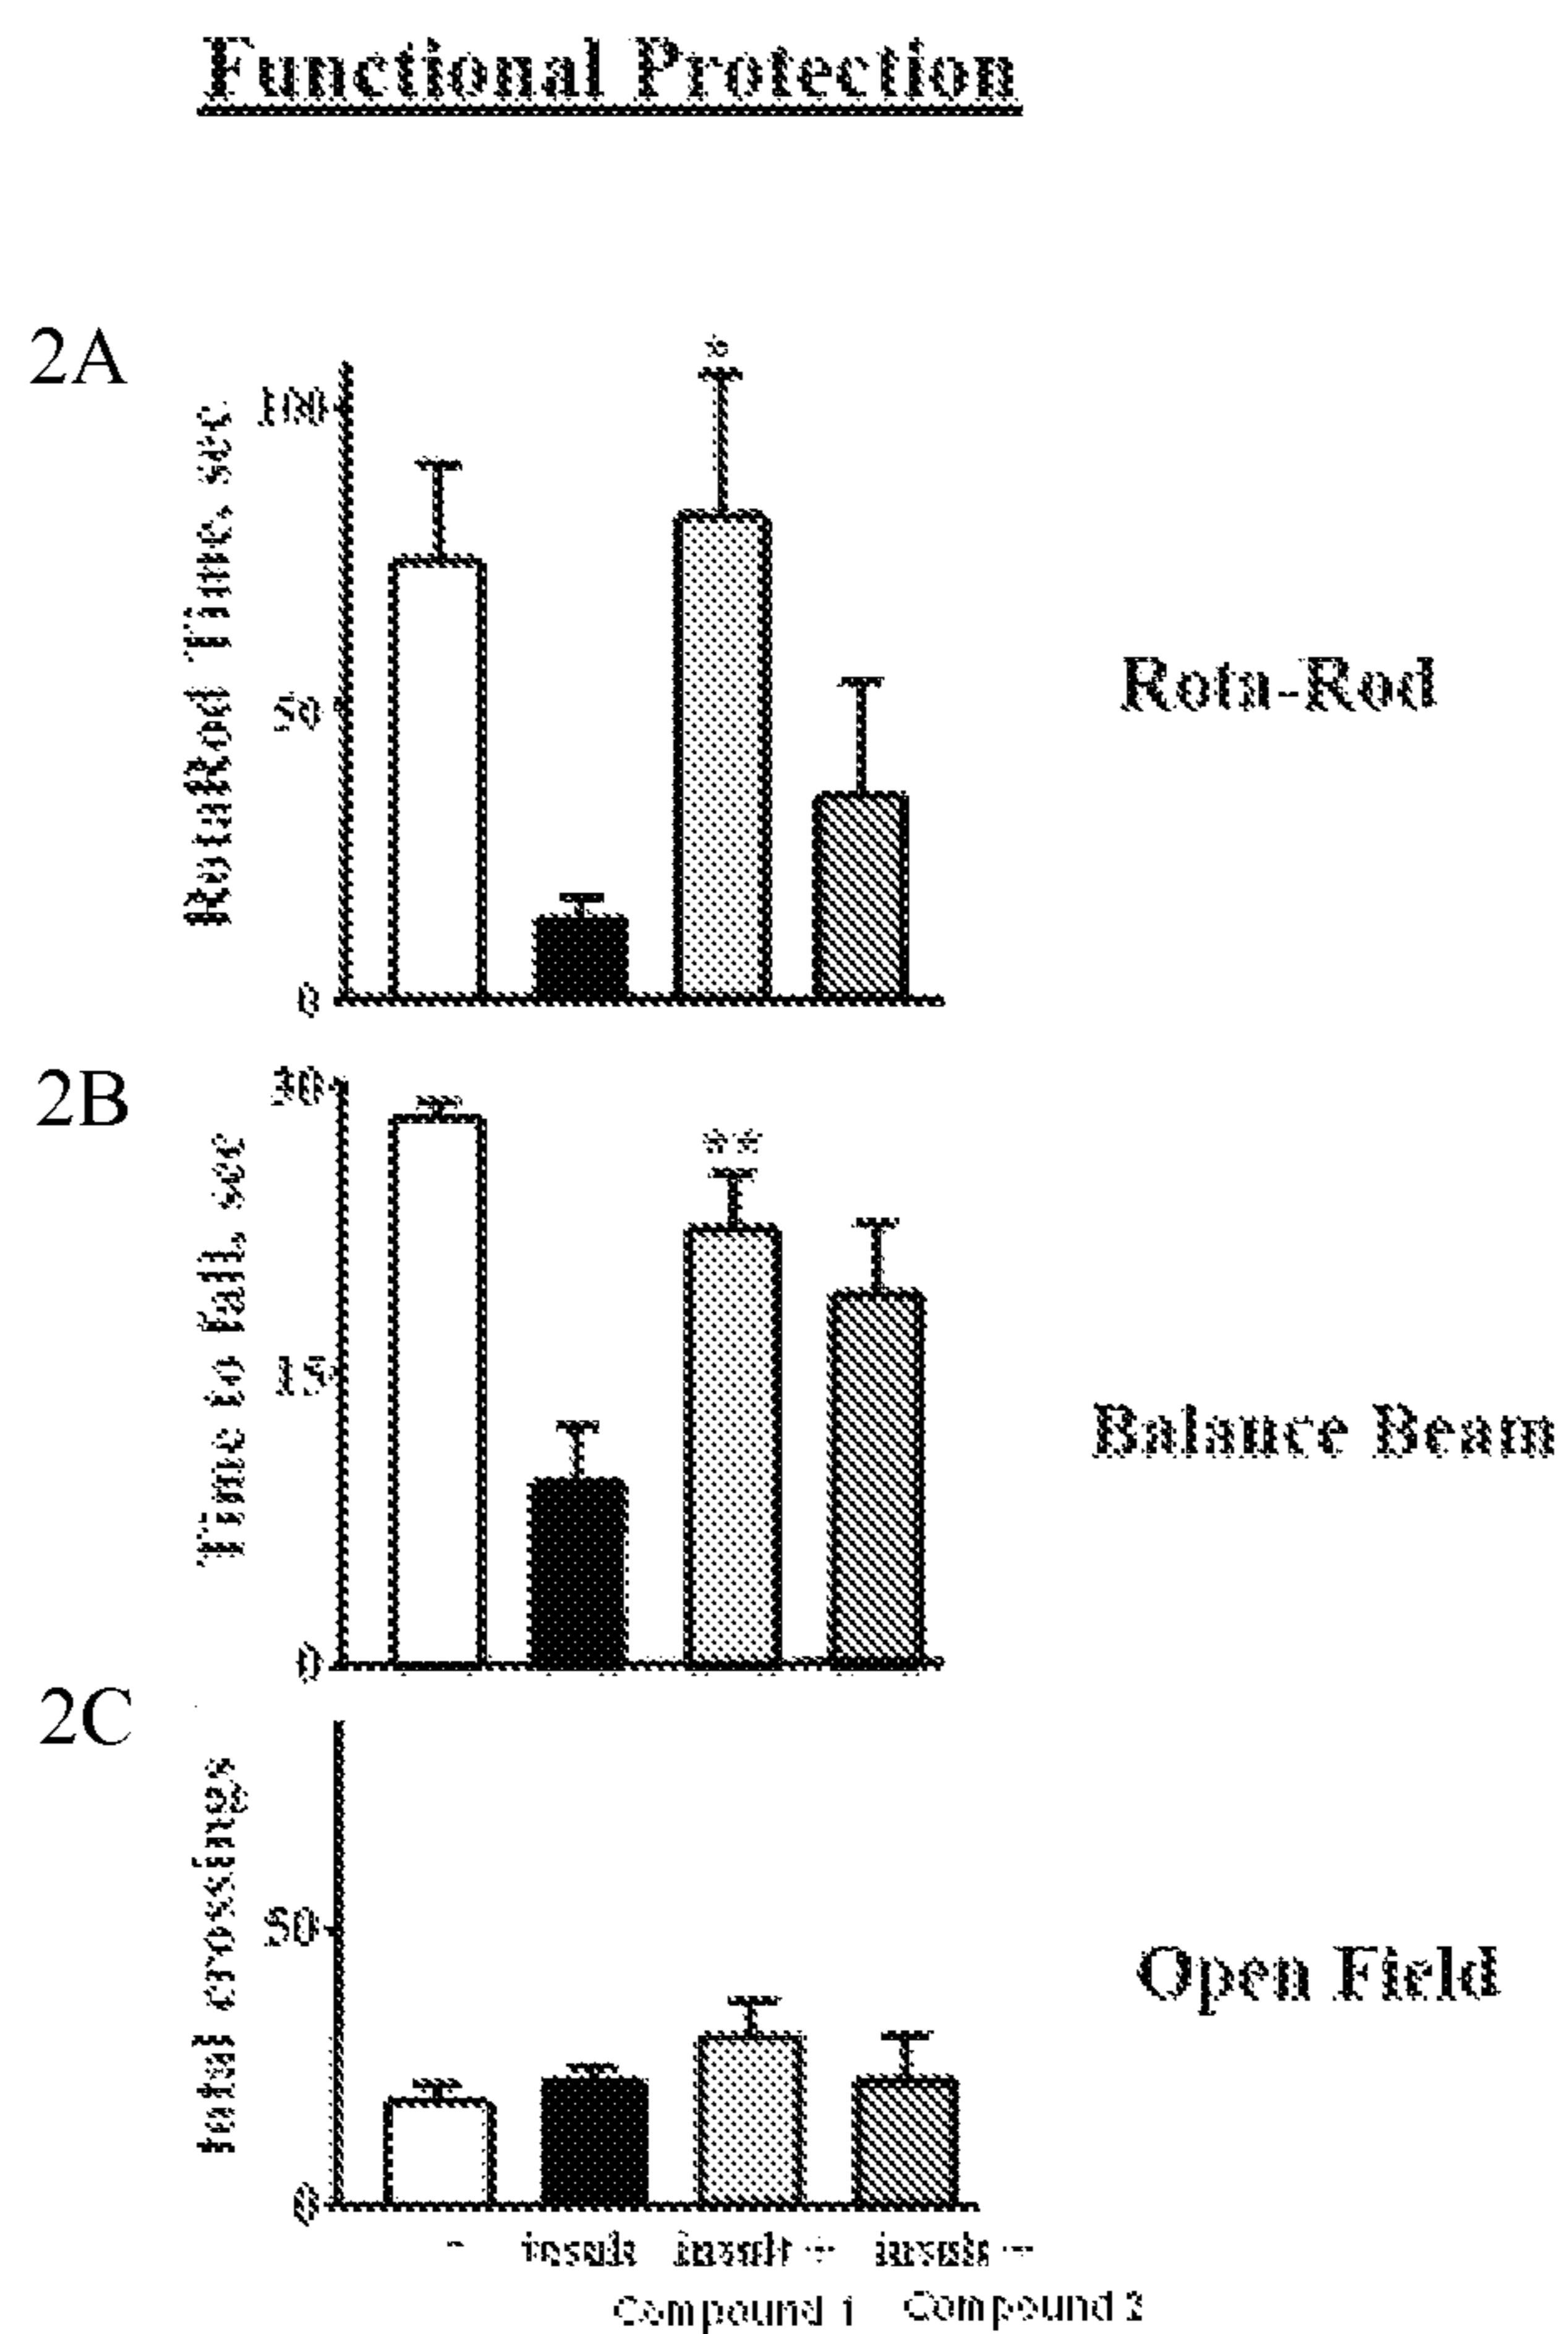 Functional Protection
2A
RotaRod Time, sec
100
50
0
*
Rota-Rod
2B
Time to fall, sec
30
15
0
**
Balance Beam
2C
total crossings
50
0
Open Field
- insult insult + insult +
Compound 1 Compound 2